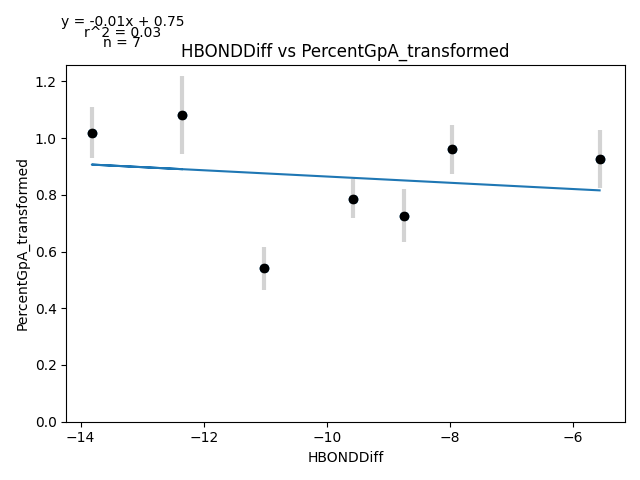 y = -0.01x + 0.75
r^2 = 0.03
n = 7
HBONDDiff vs PercentGpA_transformed
PercentGpA_transformed
1.2
1.0
0.8
0.6
0.4
0.2
0.0
−14
−12
−10
−8
−6
HBONDDiff